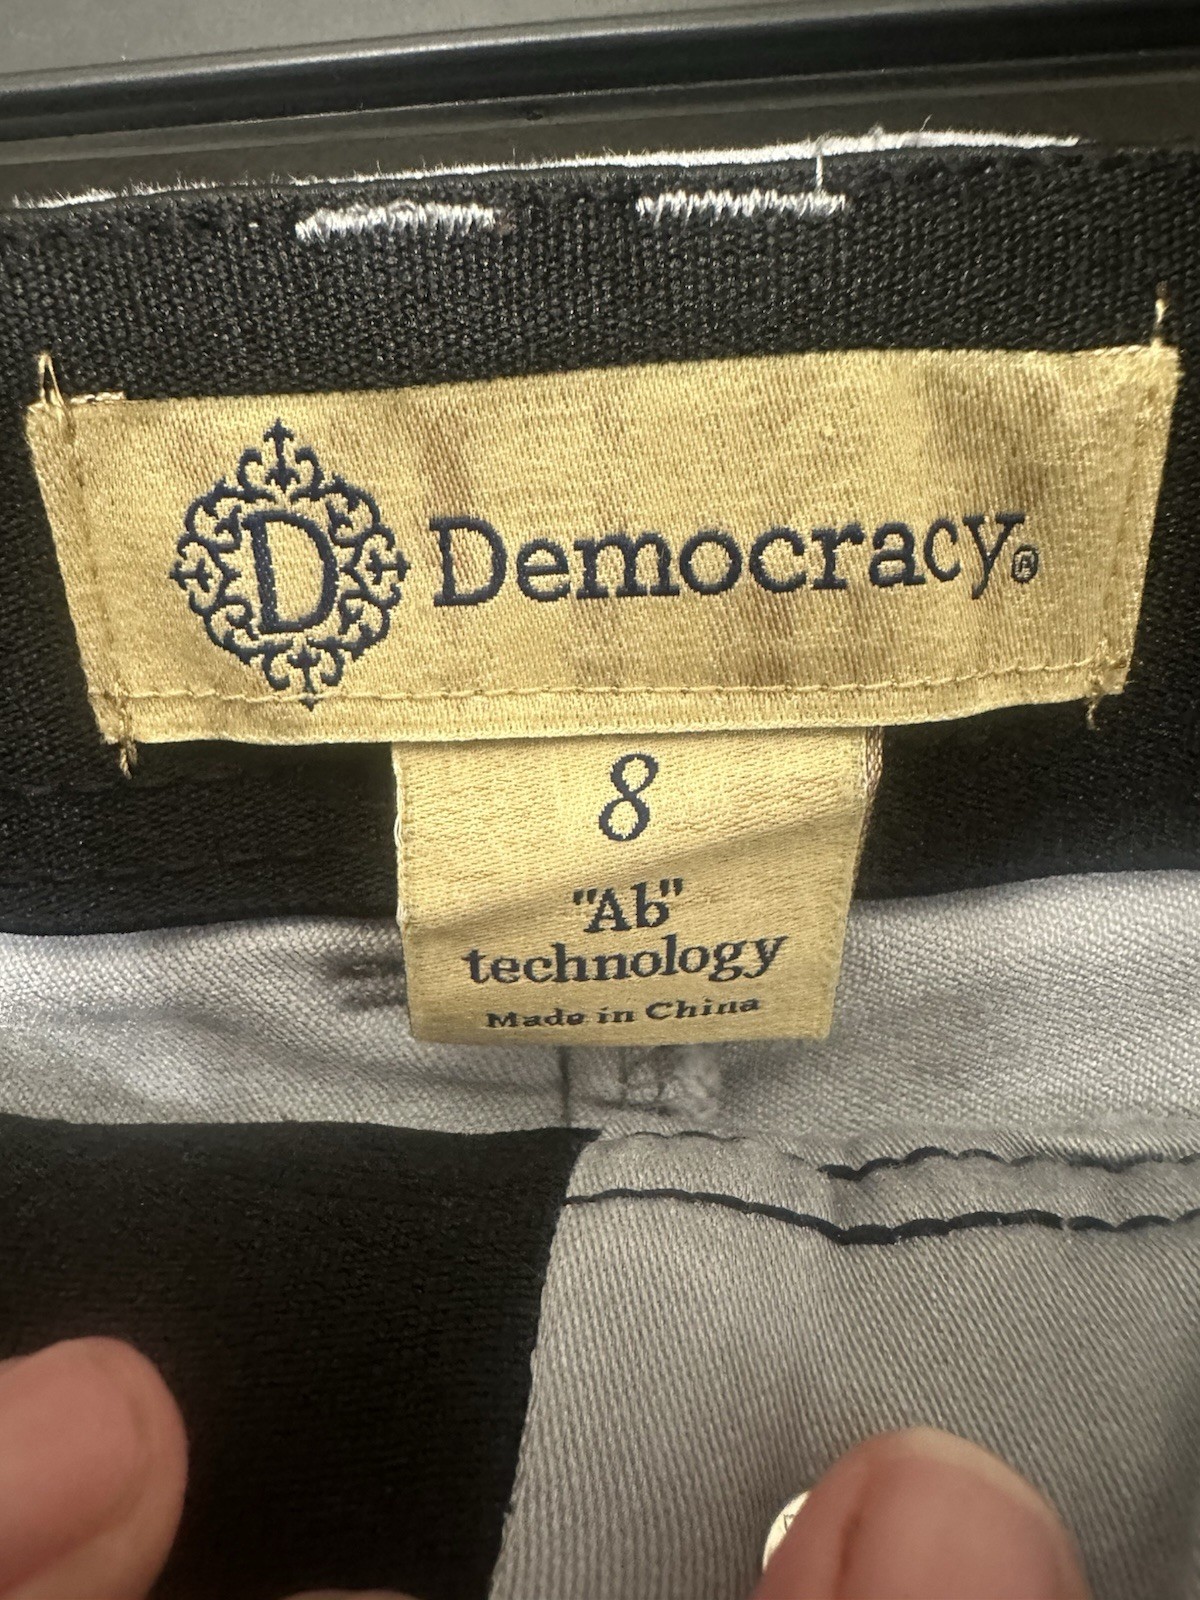 D Democracy®
8
"Ab"
technology
Made in China